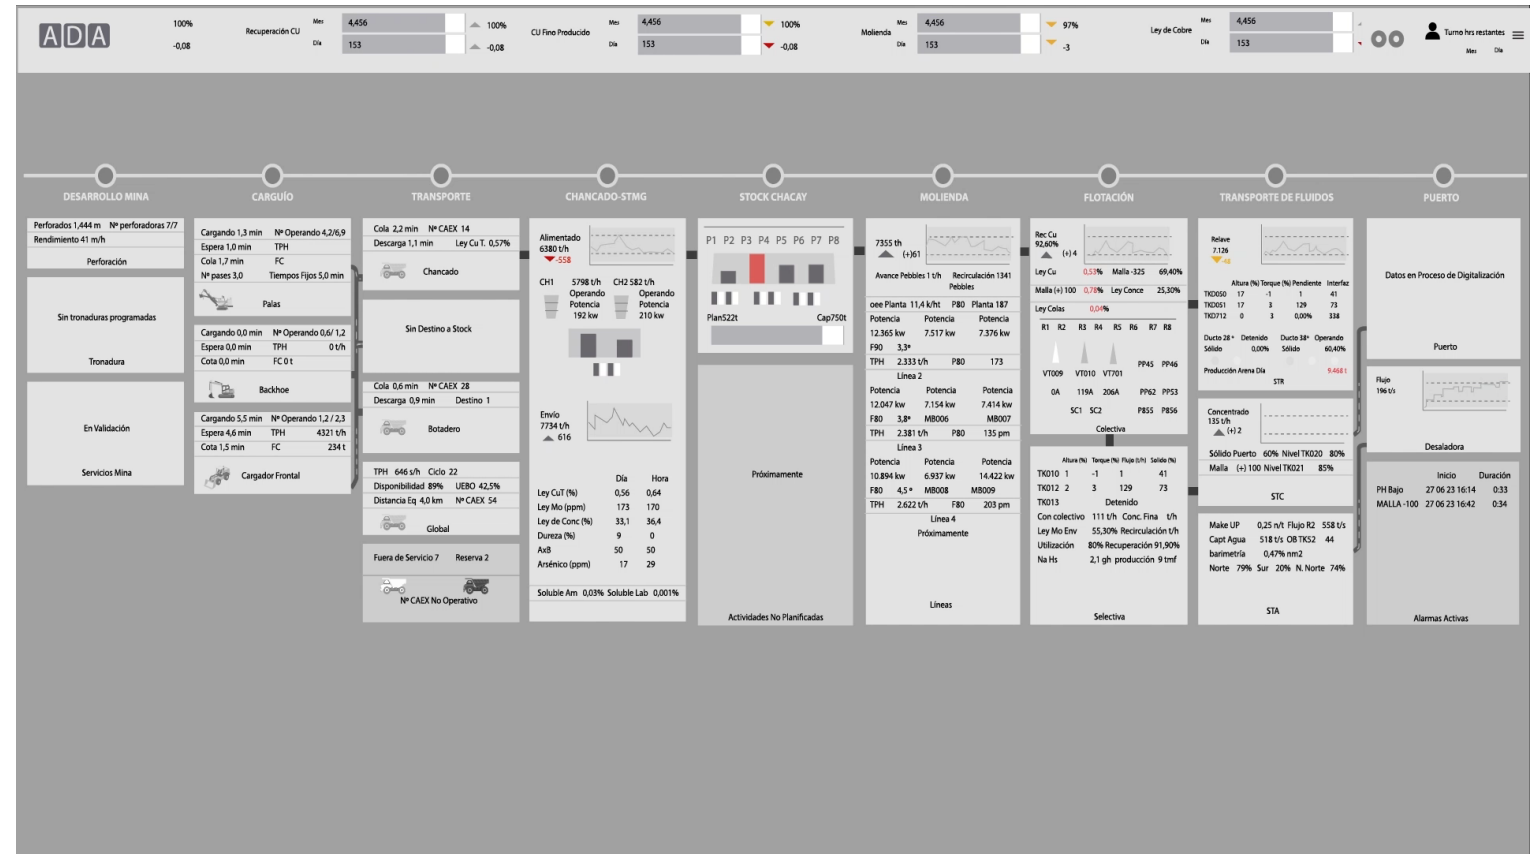 ADA
100%
-0,08
Recuperación CU
Mes 4,456
Día 153
100%
-0,08
CU Fino Producido
Mes 4,456
Día 153
100%
-0,08
Molienda
Mes 4,456
Día 153
97%
-3
Ley de Cobre
Mes 4,456
Día 153
Turno hrs restantes
Mes Día
DESARROLLO MINA
CARGUÍO
TRANSPORTE
CHANCADO-STMG
STOCK CHACAY
MOLIENDA
FLOTACIÓN
TRANSPORTE DE FLUIDOS
PUERTO
Perforados 1,444 m Nº perforadoras 7/7
Rendimiento 41 m/h
Perforación
Sin tronaduras programadas
Tronadura
En Validación
Servicios Mina
Cargando 1,3 min Nº Operando 4,2/6,9
Espera 1,0 min TPH
Cola 1,7 min FC
Nº pases 3,0 Tiempos Fijos 5,0 min
Palas
Cargando 0,0 min Nº Operando 0,6/ 1,2
Espera 0,0 min TPH 0 t/h
Cota 0,0 min FC 0 t
Backhoe
Cargando 5,5 min Nº Operando 1,2 / 2,3
Espera 4,6 min TPH 4321 t/h
Cota 1,5 min FC 234 t
Cargador Frontal
Cola 2,2 min Nº CAEX 14
Descarga 1,1 min Ley Cu T. 0,57%
Chancado
Sin Destino a Stock
Cola 0,6 min Nº CAEX 28
Descarga 0,9 min Destino 1
Botadero
TPH 646 s/h Ciclo 22
Disponibilidad 89% UEBO 42,5%
Distancia Eq 4,0 km Nº CAEX 54
Global
Fuera de Servicio 7 Reserva 2
Nº CAEX No Operativo
Alimentado
6380 t/h
-558
CH1 5798 t/h CH2 582 t/h
Operando Operando
Potencia Potencia
192 kw 210 kw
Envío
7734 t/h
616
Día Hora
Ley CuT (%) 0,56 0,64
Ley Mo (ppm) 173 170
Ley de Conc (%) 33,1 36,4
Dureza (%) 9 0
AxB 50 50
Arsénico (ppm) 17 29
Soluble Am 0,03% Soluble Lab 0,001%
P1 P2 P3 P4 P5 P6 P7 P8
Plan522t Cap750t
Próximamente
Actividades No Planificadas
7355 th
(+)61
Avance Pebbles 1 t/h Recirculación 1341
Pebbles
oee Planta 11,4 k/ht P80 Planta 187
Potencia Potencia Potencia
12.365 kw 7.517 kw 7.376 kw
F90 3,3º
TPH 2.333 t/h P80 173
Línea 2
Potencia Potencia Potencia
12.047 kw 7.154 kw 7.414 kw
F80 3,8º MB006 MB007
TPH 2.381 t/h P80 135 pm
Línea 3
Potencia Potencia Potencia
10.894 kw 6.937 kw 14.422 kw
F80 4,5 º MB008 MB009
TPH 2.622 t/h F80 203 pm
Línea 4
Próximamente
Líneas
Rec Cu
92,60%
(+) 4
Ley Cu 0,53% Malla -325 69,40%
Malla (+) 100 0,78% Ley Conce 25,30%
Ley Colas 0,04%
R1 R2 R3 R4 R5 R6 R7 R8
VT009 VT010 VT701 PP45 PP46
0A 119A 206A PP62 PP53
SC1 SC2 P855 P856
Colectiva
Altura (%) Torque (%) Flujo (t/h) Salido (%)
TK010 1 -1 1 41
TK012 2 3 129 73
TK013 Detenido
Con colectivo 111 t/h Conc. Fina t/h
Ley Mo Env 55,30% Recirculación t/h
Utilización 80% Recuperación 91,90%
Na Hs 2,1 gh producción 9 tmf
Selectiva
Relave
7.126
Altura (%) Torque (%) Pendiente Interfaz
TKD050 17 -1 1 41
TKD051 17 3 129 73
TKD712 0 3 0,00% 338
Ducto 28 " Detenido Ducto 38" Operando
Sólido 0,00% Sólido 60,40%
Producción Arena Día 9.468 t
STR
Concentrado
135 t/h
(+) 2
Sólido Puerto 60% Nivel TK020 80%
Malla (+) 100 Nivel TK021 85%
STC
Make UP 0,25 n/t Flujo R2 558 t/s
Capt Agua 518 t/s OB TK52 44
barimetría 0,47% nm2
Norte 79% Sur 20% N. Norte 74%
STA
Datos en Proceso de Digitalización
Puerto
Flujo
196 t/s
Desaladora
Inicio Duración
PH Bajo 27 06 23 16:14 0:33
MALLA -100 27 06 23 16:42 0:34
Alarmas Activas